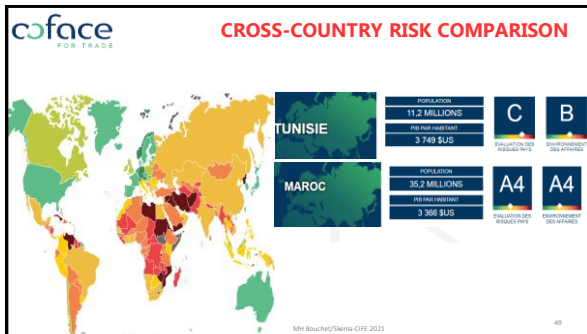 coface
FOR TRADE
CROSS-COUNTRY RISK COMPARISON
TUNISIE
POPULATION
11,2 MILLIONS
PIB PAR HABITANT
3 749 $US
C
EVALUATION DES
RISQUES PAYS
B
ENVIRONNEMENT
DES AFFAIRES
MAROC
POPULATION
35,2 MILLIONS
PIB PAR HABITANT
3 366 $US
A4
EVALUATION DES
RISQUES PAYS
A4
ENVIRONNEMENT
DES AFFAIRES
MH Bouchet/Skema-CIFE 2021
49